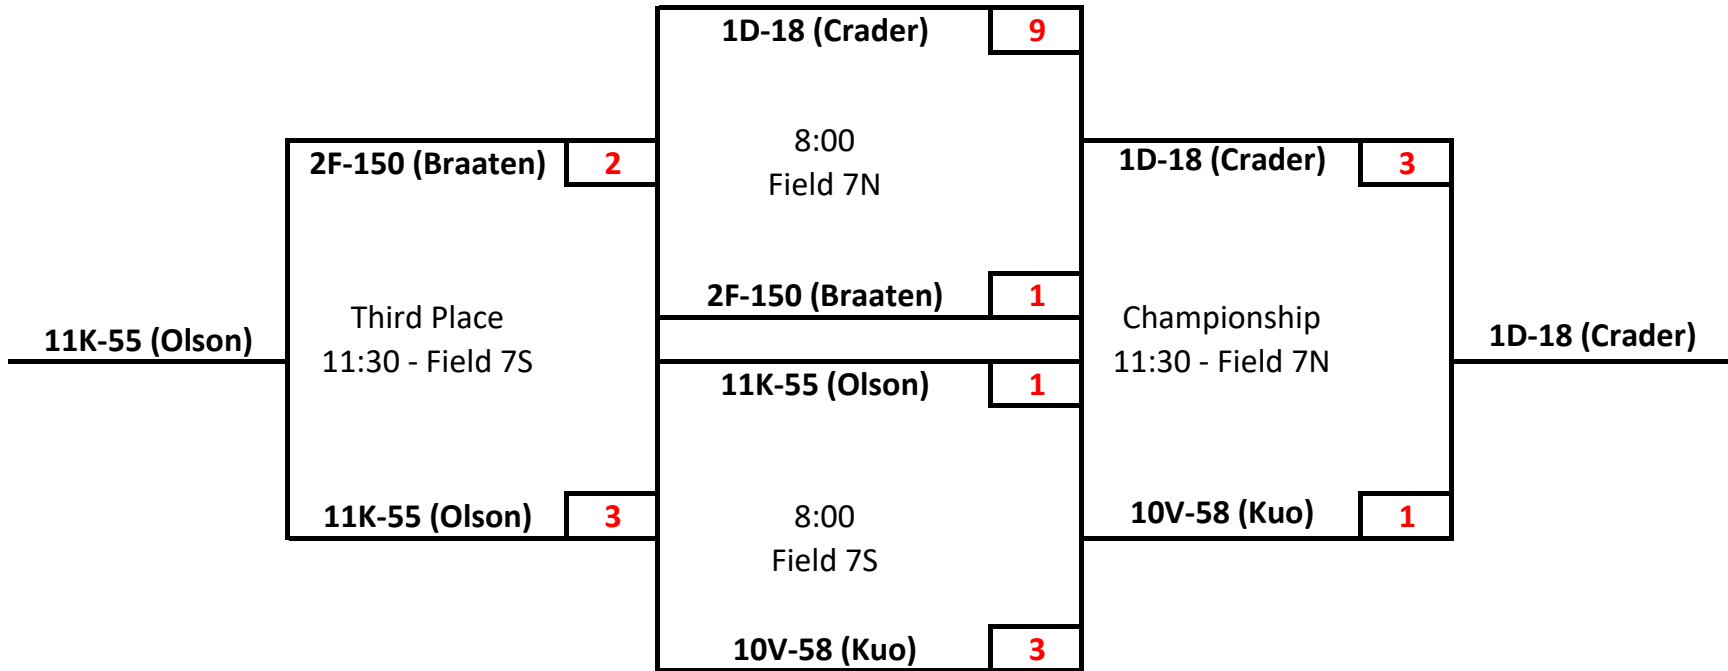 1D-18 (Crader) 9
8:00
Field 7N
2F-150 (Braaten) 1
11K-55 (Olson) 1
8:00
Field 7S
10V-58 (Kuo) 3
2F-150 (Braaten) 2
Third Place
11:30 - Field 7S
11K-55 (Olson) 3
11K-55 (Olson)
1D-18 (Crader) 3
Championship
11:30 - Field 7N
10V-58 (Kuo) 1
1D-18 (Crader)